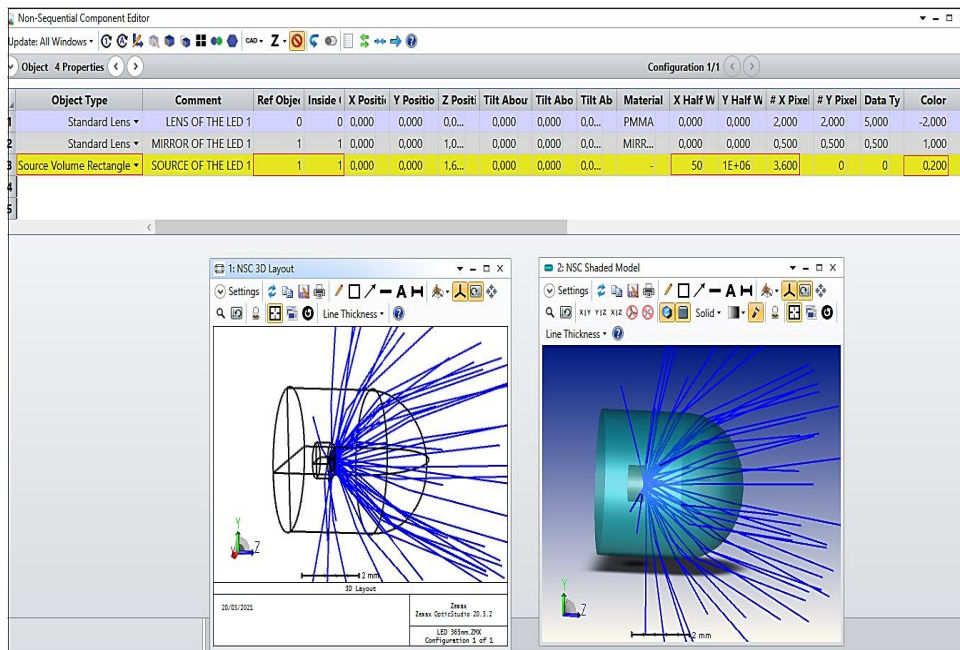 Non-Sequential Component Editor
Update: All Windows
CAD Z
Object 4 Properties Configuration 1/1
Object Type Comment Ref Objec Inside ( X Positic Y Positio Z Positi Tilt Abour Tilt Abo Tilt Ab Material X Half W Y Half W # X Pixel # Y Pixel Data Ty Color
1 Standard Lens LENS OF THE LED 1 0 0 0,000 0,000 0,0... 0,000 0,000 0,0... PMMA 0,000 0,000 2,000 2,000 5,000 -2,000
2 Standard Lens MIRROR OF THE LED 1 1 1 0,000 0,000 1,0... 0,000 0,000 0,0... MIRR... 0,000 0,000 0,500 0,500 0,500 1,000
3 Source Volume Rectangle SOURCE OF THE LED 1 1 1 0,000 0,000 1,6... 0,000 0,000 0,0... - 50 1E+06 3,600 0 0 0,200
4
5
1: NSC 3D Layout
Settings A H
Line Thickness
Y
Z
2 mm
3D Layout
20/03/2021
Zemax
Zemax OpticStudio 20.3.2
LED 365nm.ZMX
Configuration 1 of 1
2: NSC Shaded Model
Settings A H
X|Y Y|Z X|Z Solid
Line Thickness
Y
Z
2 mm